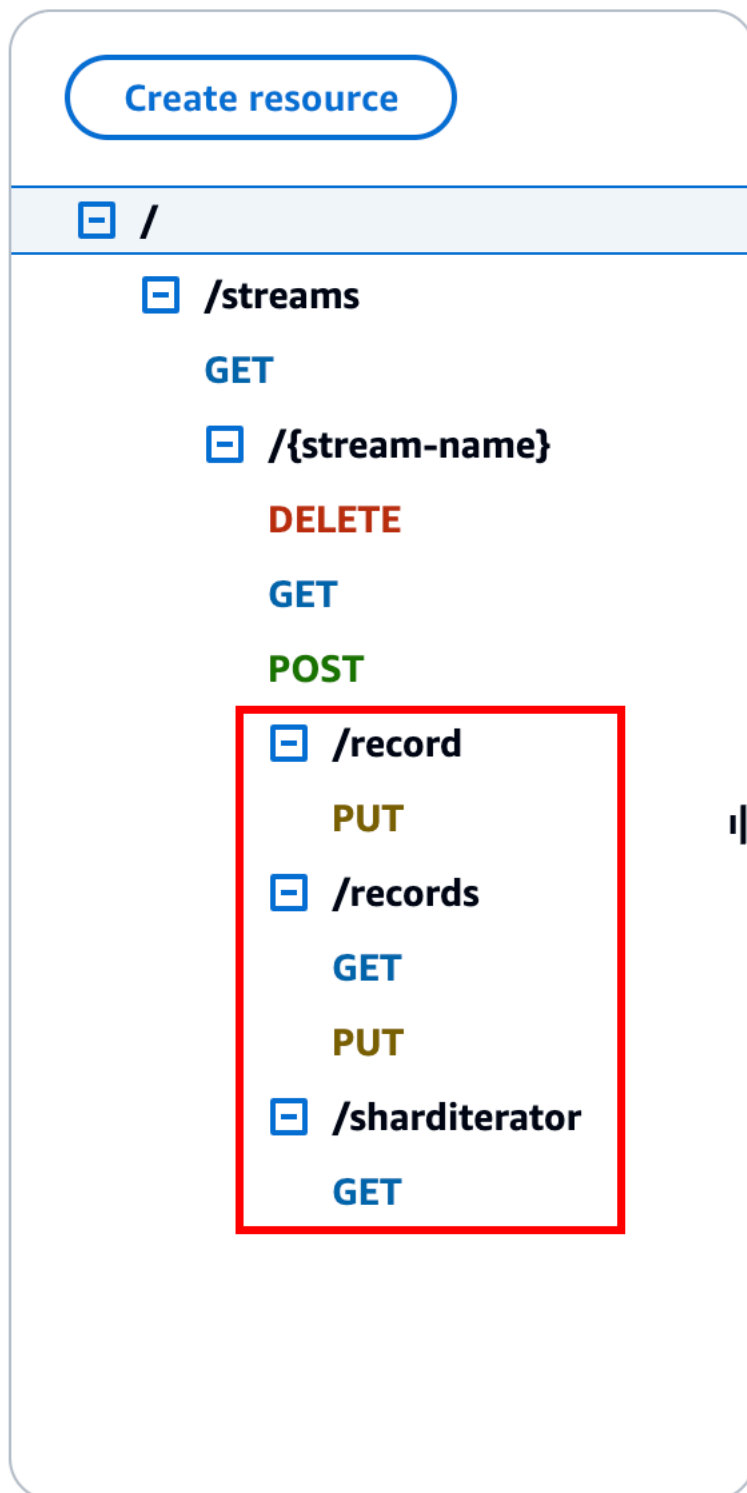 Create resource
/
/streams
GET
/{stream-name}
DELETE
GET
POST
/record
PUT
/records
GET
PUT
/sharditerator
GET